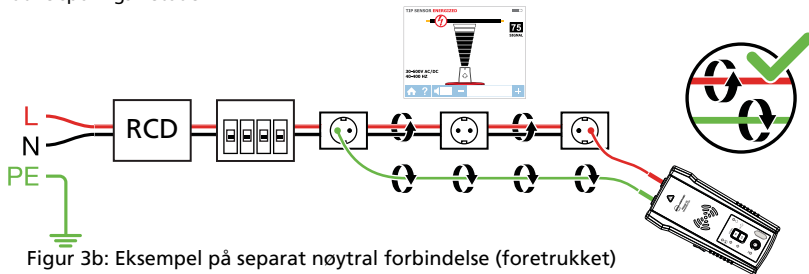 TIP SENSOR ENERGIZED
75
SIGNAL
20-600V AC/DC
40-400 HZ
?
L
N
PE
RCD
Figur 3b: Eksempel på separat nøytral forbindelse (foretrukket)